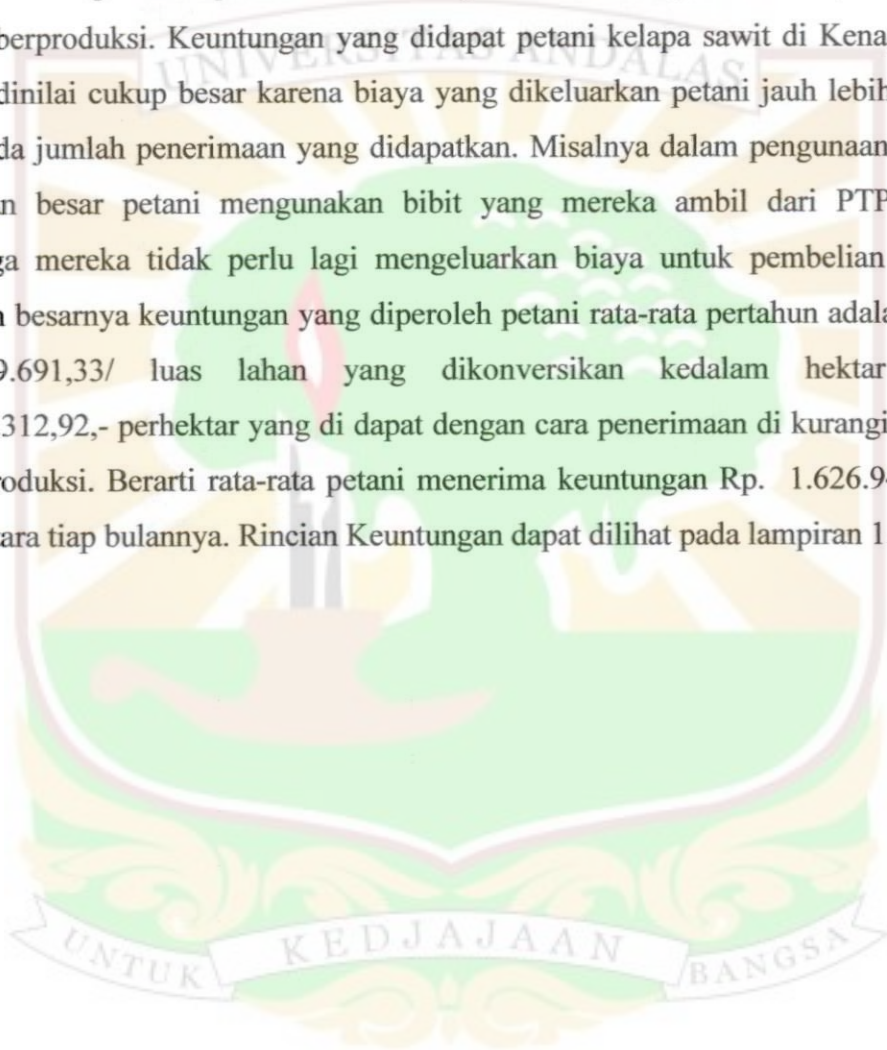 berproduksi. Keuntungan yang didapat petani kelapa sawit di Kena
dinilai cukup besar karena biaya yang dikeluarkan petani jauh lebih
da jumlah penerimaan yang didapatkan. Misalnya dalam pengunaan
n besar petani mengunakan bibit yang mereka ambil dari PTP
ga mereka tidak perlu lagi mengeluarkan biaya untuk pembelian
n besarnya keuntungan yang diperoleh petani rata-rata pertahun adala
9.691,33/ luas lahan yang dikonversikan kedalam hektar
312,92,- perhektar yang di dapat dengan cara penerimaan di kurangi
roduksi. Berarti rata-rata petani menerima keuntungan Rp. 1.626.9
ara tiap bulannya. Rincian Keuntungan dapat dilihat pada lampiran 1
UNIVERSITAS ANDALAS
UNTUK KEDJAJAAN BANGSA